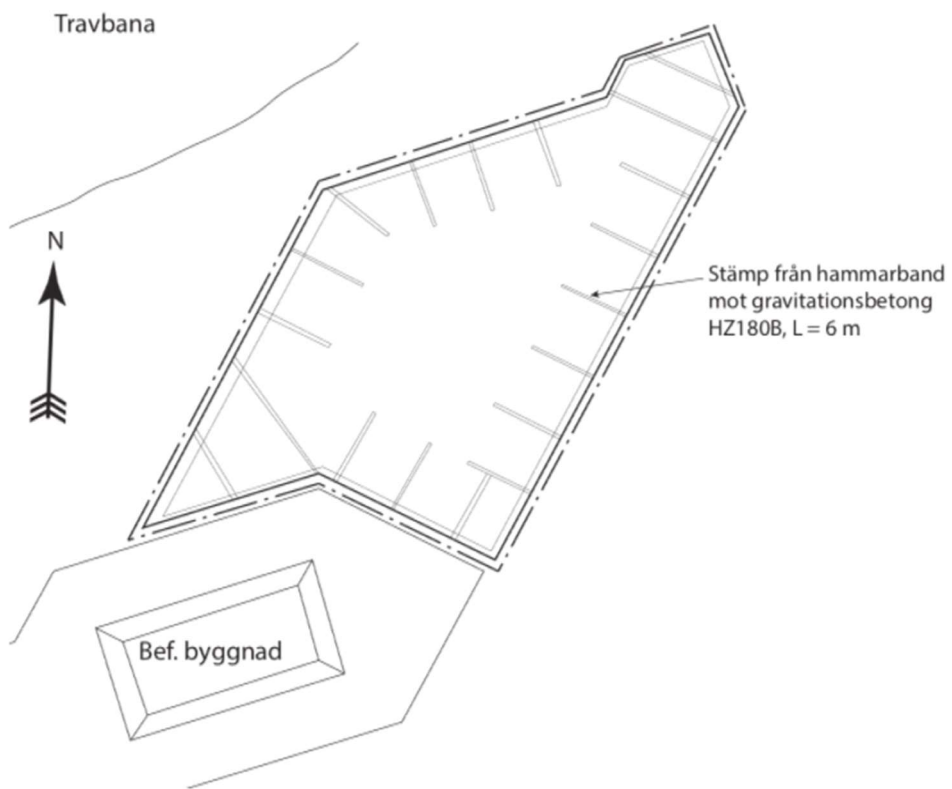 Travbana
N
Stämp från hammarband
mot gravitationsbetong
HZ180B, L = 6 m
Bef. byggnad